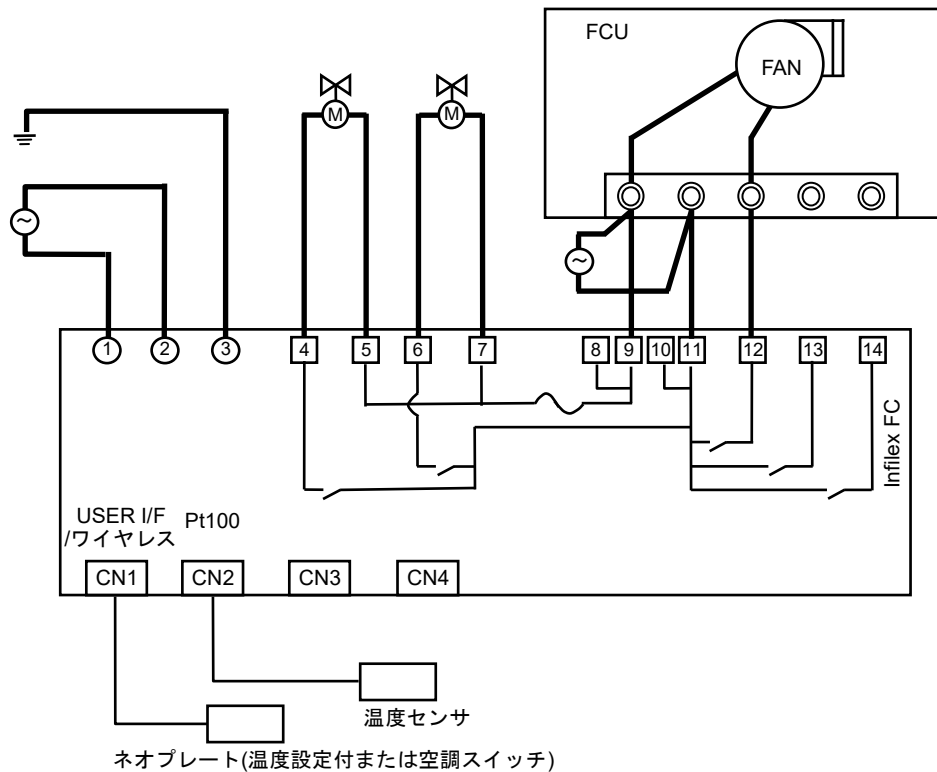 FCU
FAN
M
M
~
~
1
2
3
4
5
6
7
8
9
10
11
12
13
14
Infilex FC
USER I/F
/ワイヤレス
Pt100
CN1
CN2
CN3
CN4
温度センサ
ネオプレート(温度設定付または空調スイッチ)